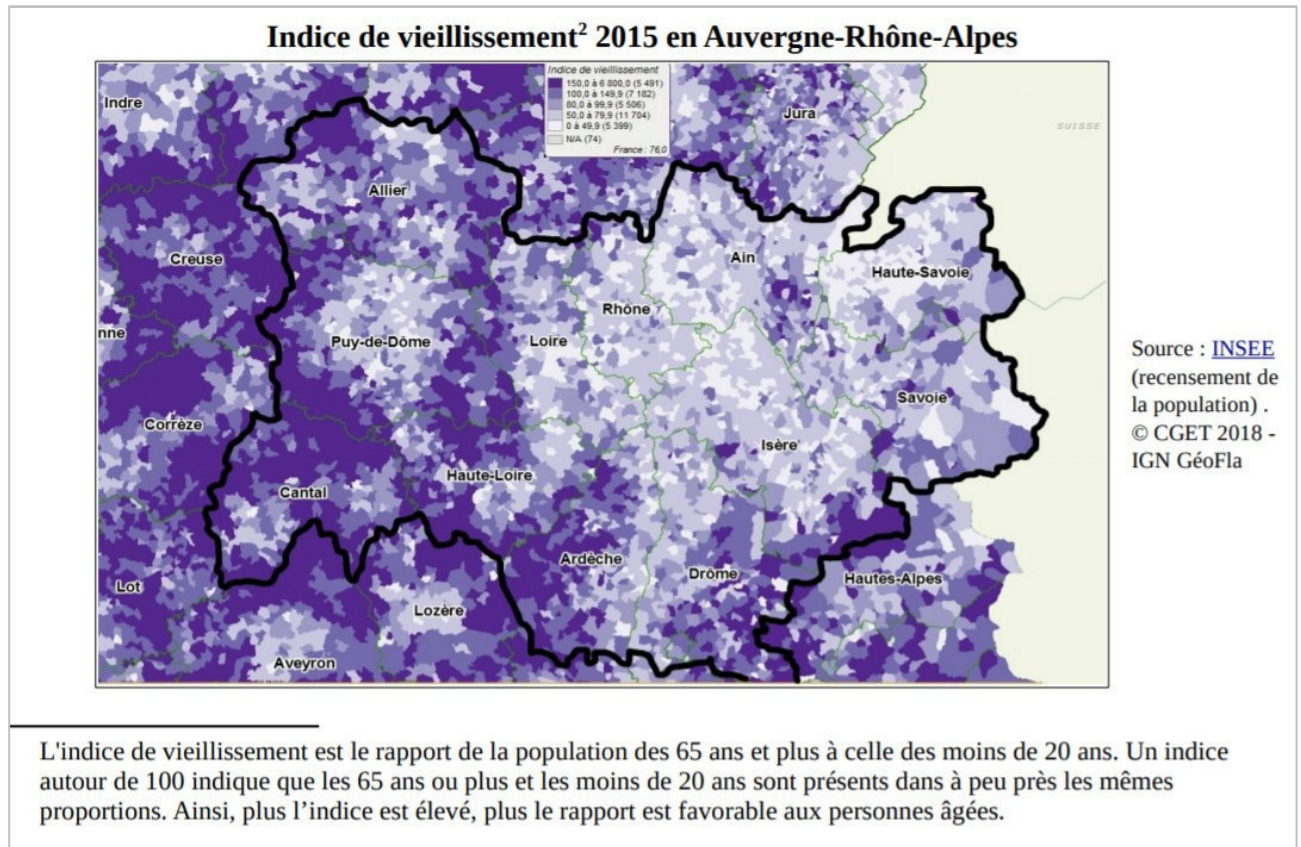 Indice de vieillissement² 2015 en Auvergne-Rhône-Alpes
Indice de vieillissement
150,0 à 6 800,0 (5 491)
100,0 à 149,9 (7 182)
80,0 à 99,9 (5 506)
50,0 à 79,9 (11 704)
0 à 49,9 (5 399)
N/A (74)
France : 76,0
Indre
Jura
SUISSE
Allier
Creuse
Ain
Haute-Savoie
Rhône
nne
Puy-de-Dôme
Loire
Savoie
Corrèze
Isère
Haute-Loire
Cantal
Ardèche
Drôme
Hautes-Alpes
Lot
Lozère
Aveyron
Source : INSEE
(recensement de
la population) .
© CGET 2018 -
IGN GéoFla
L'indice de vieillissement est le rapport de la population des 65 ans et plus à celle des moins de 20 ans. Un indice
autour de 100 indique que les 65 ans ou plus et les moins de 20 ans sont présents dans à peu près les mêmes
proportions. Ainsi, plus l’indice est élevé, plus le rapport est favorable aux personnes âgées.